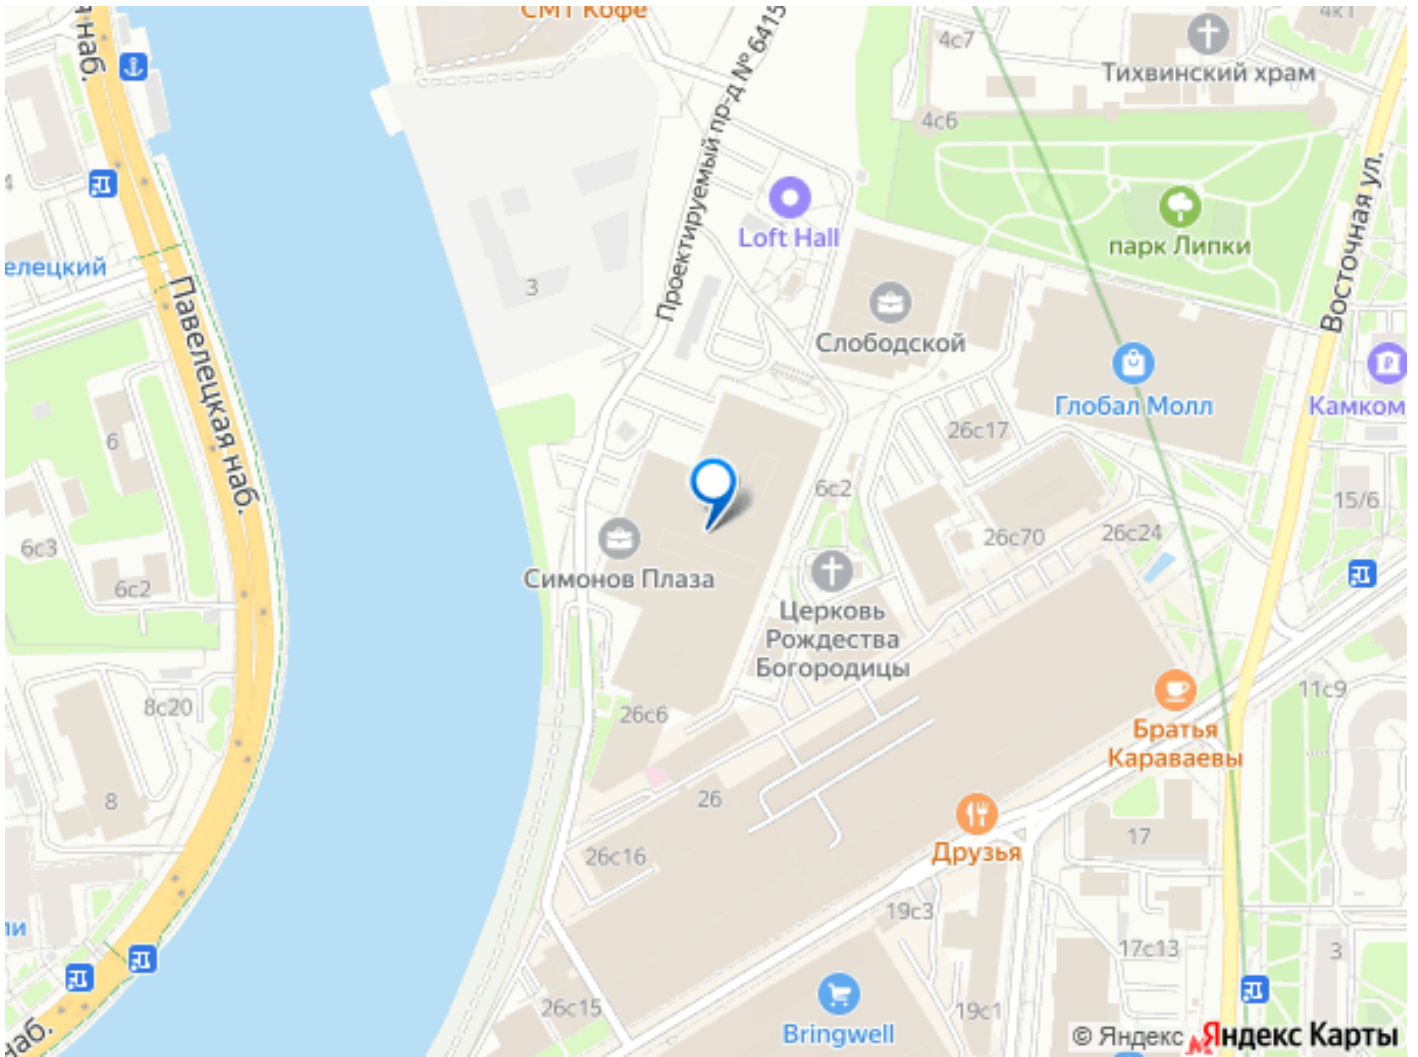 я наб.
СМТ Кофе
Проектируемый пр-д № 6415
4с7
4к1
Тихвинский храм
4с6
Восточная ул.
4
Loft Hall
парк Липки
елецкий
3
Павелецкая наб.
Слободской
Глобал Молл
Камком
6
26с17
6с2
15/6
26с70
26с24
6с3
6с2
Симонов Плаза
Церковь
Рождества
Богородицы
11с9
8с20
26с6
Братья
Караваевы
8
26
17
Друзья
26с16
19с3
ли
17с13
3
26с15
19с1
Bringwell
наб.
© Яндекс
Яндекс Карты